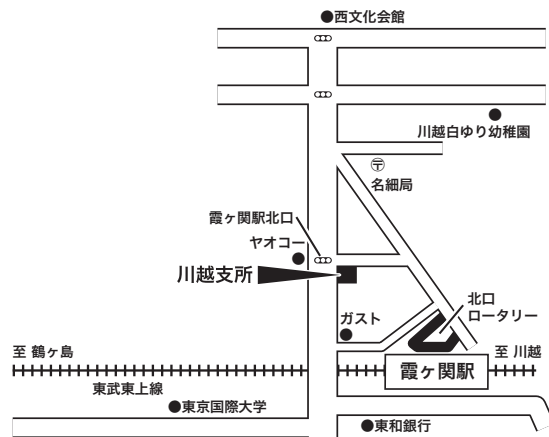 西文化会館
川越白ゆり幼稚園
〒
名細局
霞ヶ関駅北口
ヤオコー
川越支所
北口
ロータリー
ガスト
至 鶴ヶ島
至 川越
霞ヶ関駅
東武東上線
東京国際大学
東和銀行